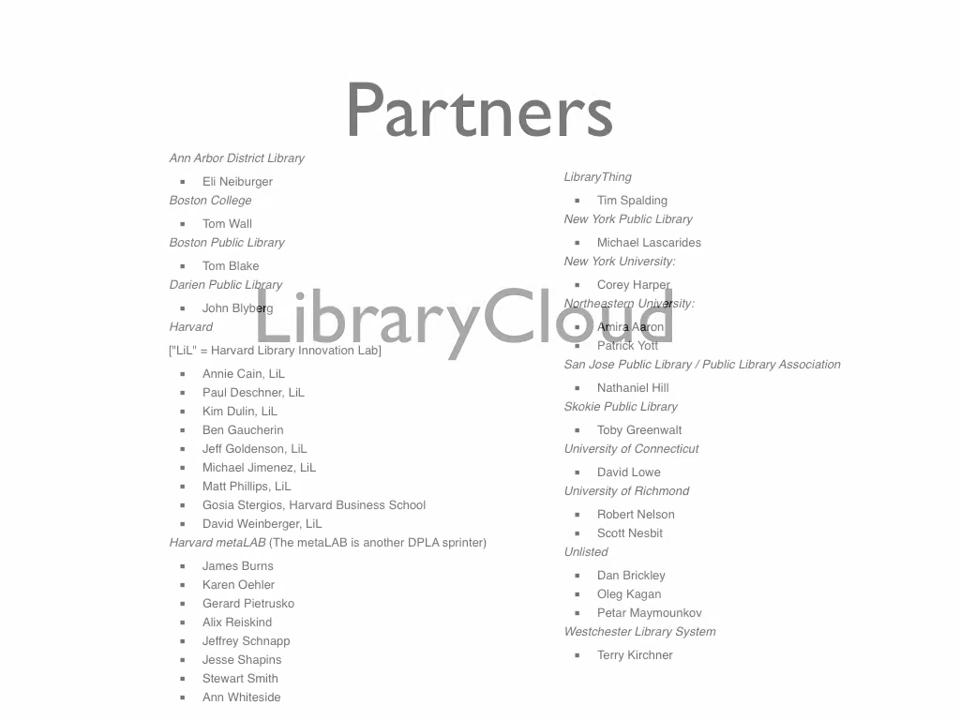 Partners
Ann Arbor District Library
▪ Eli Neiburger
Boston College
▪ Tom Wall
Boston Public Library
▪ Tom Blake
Darien Public Library
▪ John Blyberg
Harvard
["LiL" = Harvard Library Innovation Lab]
▪ Annie Cain, LiL
▪ Paul Deschner, LiL
▪ Kim Dulin, LiL
▪ Ben Gaucherin
▪ Jeff Goldenson, LiL
▪ Michael Jimenez, LiL
▪ Matt Phillips, LiL
▪ Gosia Stergios, Harvard Business School
▪ David Weinberger, LiL
Harvard metaLAB (The metaLAB is another DPLA sprinter)
▪ James Burns
▪ Karen Oehler
▪ Gerard Pietrusko
▪ Alix Reiskind
▪ Jeffrey Schnapp
▪ Jesse Shapins
▪ Stewart Smith
▪ Ann Whiteside
LibraryCloud
LibraryThing
▪ Tim Spalding
New York Public Library
▪ Michael Lascarides
New York University:
▪ Corey Harper
Northeastern University:
▪ Amira Aaron
▪ Patrick Yott
San Jose Public Library / Public Library Association
▪ Nathaniel Hill
Skokie Public Library
▪ Toby Greenwalt
University of Connecticut
▪ David Lowe
University of Richmond
▪ Robert Nelson
▪ Scott Nesbit
Unlisted
▪ Dan Brickley
▪ Oleg Kagan
▪ Petar Maymounkov
Westchester Library System
▪ Terry Kirchner